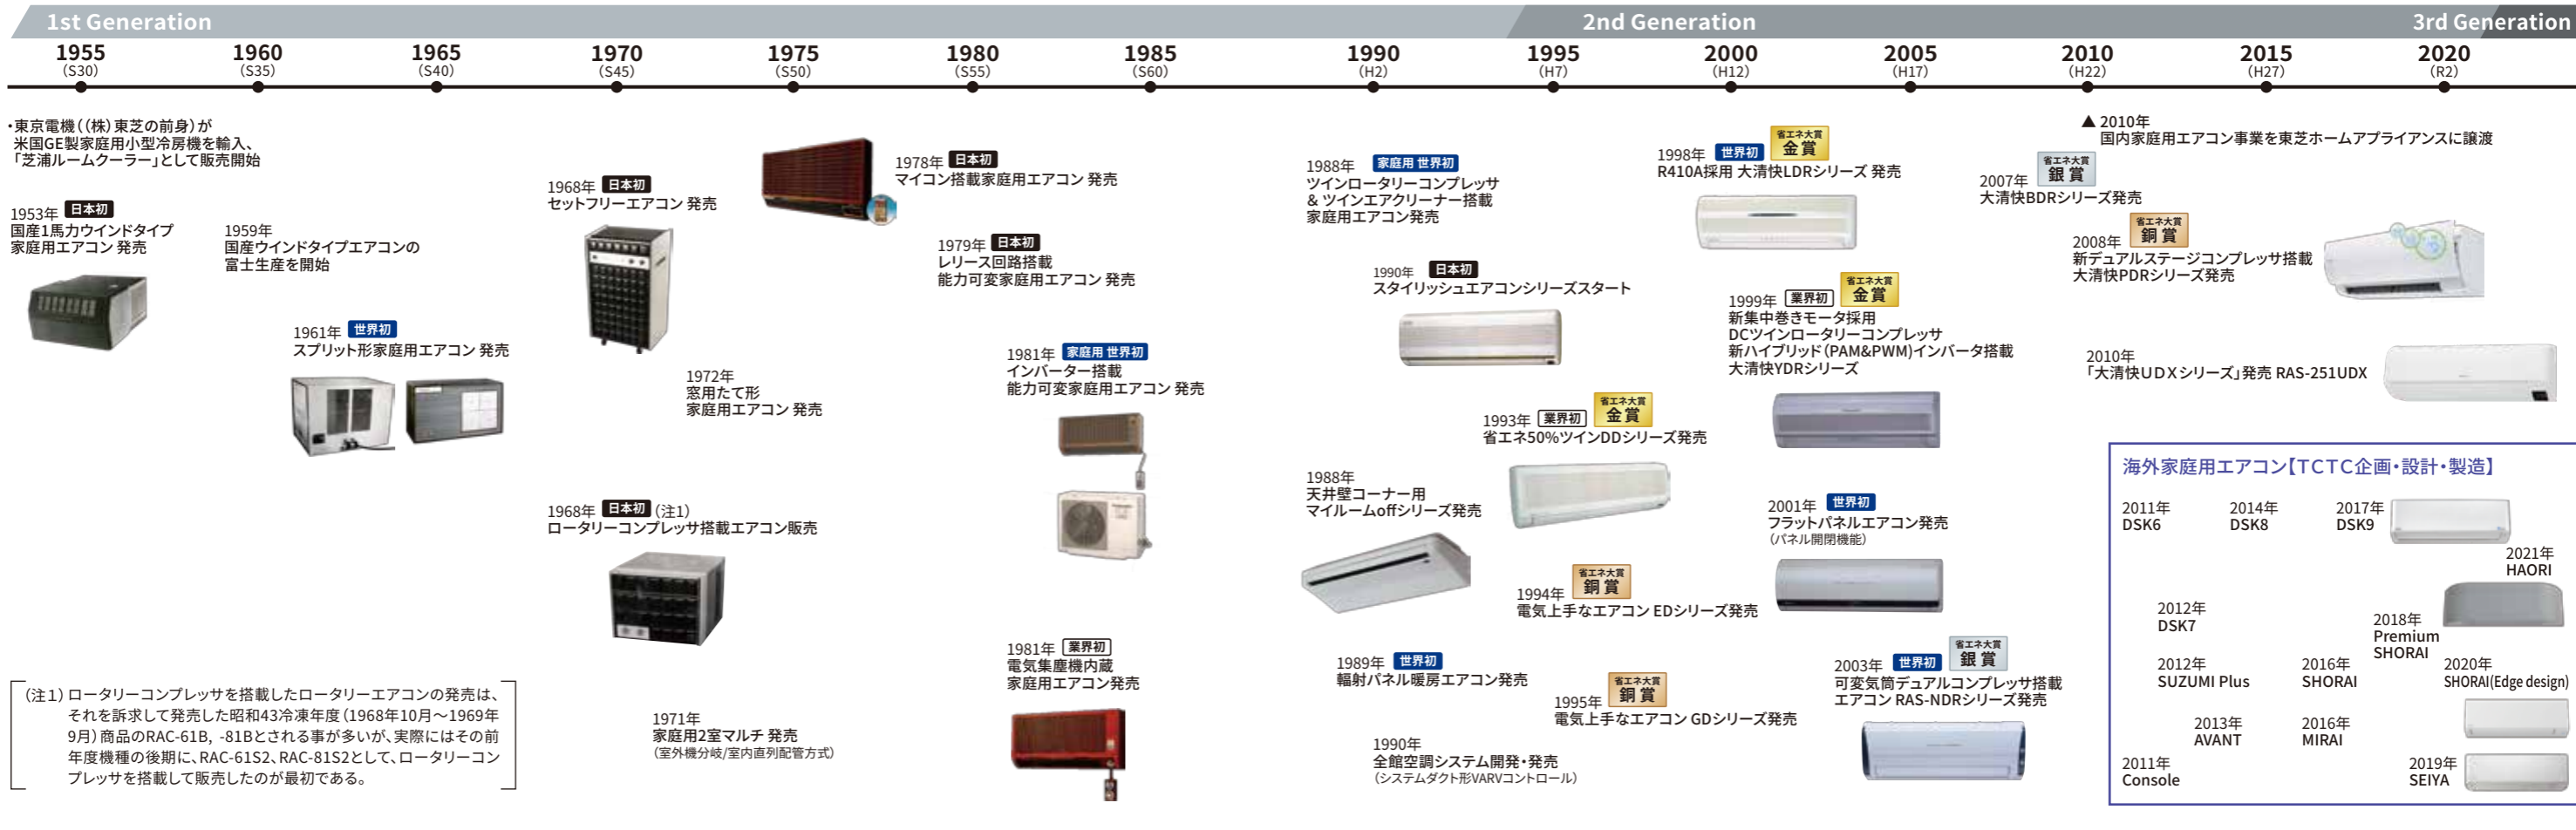 1st Generation
2nd Generation
3rd Generation
1955
(S30)
1960
(S35)
1965
(S40)
1970
(S45)
1975
(S50)
1980
(S55)
1985
(S60)
1990
(H2)
1995
(H7)
2000
(H12)
2005
(H17)
2010
(H22)
2015
(H27)
2020
(R2)
・東京電機((株)東芝の前身)が
米国GE製家庭用小型冷房機を輸入、
「芝浦ルームクーラー」として販売開始
1953年 日本初
国産1馬力ウインドタイプ
家庭用エアコン 発売
1959年
国産ウインドタイプエアコンの
富士生産を開始
1961年 世界初
スプリット形家庭用エアコン 発売
1968年 日本初
セットフリーエアコン 発売
1972年
窓用たて形
家庭用エアコン 発売
1968年 日本初 (注1)
ロータリーコンプレッサ搭載エアコン販売
1971年
家庭用2室マルチ 発売
(室外機分岐/室内直列配管方式)
(注1)ロータリーコンプレッサを搭載したロータリーエアコンの発売は、
それを訴求して発売した昭和43冷凍年度(1968年10月〜1969年
9月)商品のRAC-61B, -81Bとされる事が多いが、実際にはその前
年度機種の後期に、RAC-61S2、RAC-81S2として、ロータリーコン
プレッサを搭載して販売したのが最初である。
1978年 日本初
マイコン搭載家庭用エアコン 発売
1979年 日本初
レリース回路搭載
能力可変家庭用エアコン 発売
1981年 家庭用 世界初
インバーター搭載
能力可変家庭用エアコン 発売
1981年 業界初
電気集塵機内蔵
家庭用エアコン発売
1988年 家庭用 世界初
ツインロータリーコンプレッサ
& ツインエアクリーナー搭載
家庭用エアコン発売
1990年 日本初
スタイリッシュエアコンシリーズスタート
1993年 業界初 省エネ大賞 金賞
省エネ50%ツインDDシリーズ発売
1988年
天井壁コーナー用
マイルームoffシリーズ発売
1994年 省エネ大賞 銅賞
電気上手なエアコン EDシリーズ発売
1989年 世界初
輻射パネル暖房エアコン発売
1995年 省エネ大賞 銅賞
電気上手なエアコン GDシリーズ発売
1990年
全館空調システム開発・発売
(システムダクト形VARVコントロール)
1998年 世界初 省エネ大賞 金賞
R410A採用 大清快LDRシリーズ 発売
1999年 業界初 省エネ大賞 金賞
新集中巻きモータ採用
DCツインロータリーコンプレッサ
新ハイブリッド(PAM&PWM)インバータ搭載
大清快YDRシリーズ
2001年 世界初
フラットパネルエアコン発売
(パネル開閉機能)
2003年 世界初 省エネ大賞 銀賞
可変気筒デュアルコンプレッサ搭載
エアコン RAS-NDRシリーズ発売
▲ 2010年
国内家庭用エアコン事業を東芝ホームアプライアンスに譲渡
2007年 省エネ大賞 銀賞
大清快BDRシリーズ発売
2008年 省エネ大賞 銅賞
新デュアルステージコンプレッサ搭載
大清快PDRシリーズ発売
2010年
「大清快UDXシリーズ」発売 RAS-251UDX
海外家庭用エアコン【TCTC企画・設計・製造】
2011年
DSK6
2014年
DSK8
2017年
DSK9
2021年
HAORI
2012年
DSK7
2018年
Premium
SHORAI
2012年
SUZUMI Plus
2016年
SHORAI
2020年
SHORAI(Edge design)
2013年
AVANT
2016年
MIRAI
2011年
Console
2019年
SEIYA